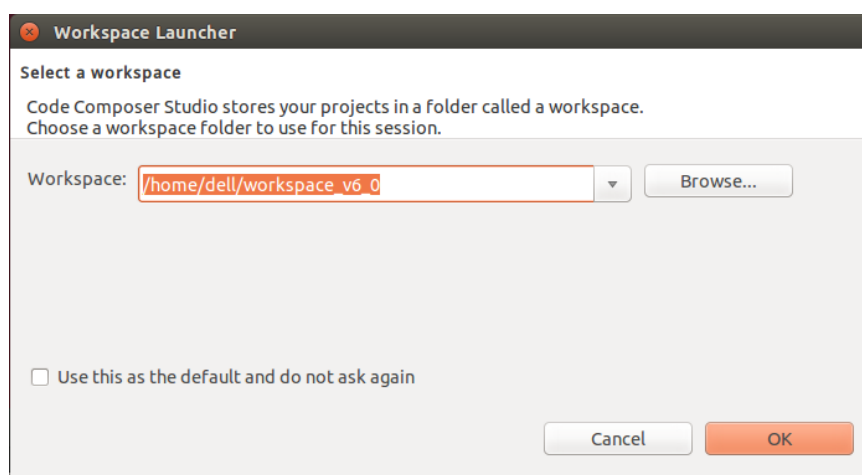 Workspace Launcher
Select a workspace
Code Composer Studio stores your projects in a folder called a workspace.
Choose a workspace folder to use for this session.
Workspace: /home/dell/workspace_v6_0 Browse...
Use this as the default and do not ask again
Cancel OK